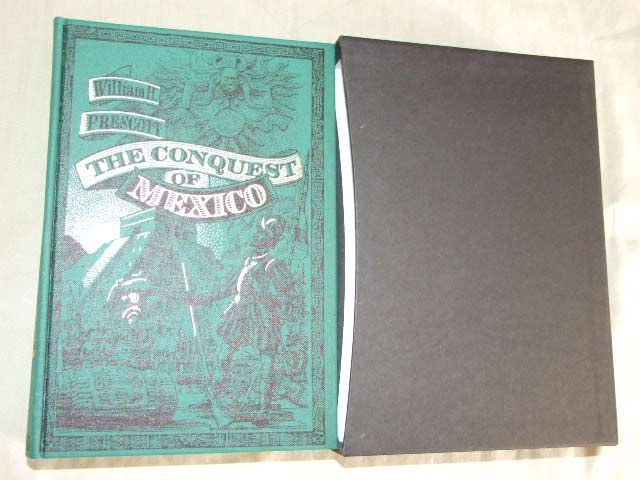 William H
PRESCOTT
THE CONQUEST
OF
MEXICO